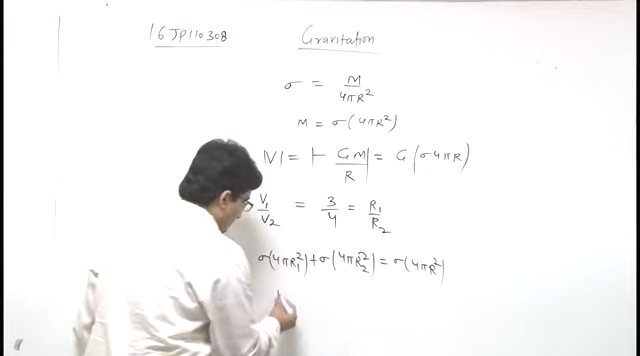 16JP110308 Gravitation
σ = M/4πR²
M = σ(4πR²)
|V| = |- GM/R| = G(σ4πR)
V₁/V₂ = 3/4 = R₁/R₂
σ(4πR₁²)+σ(4πR₂²) = σ(4πR²)